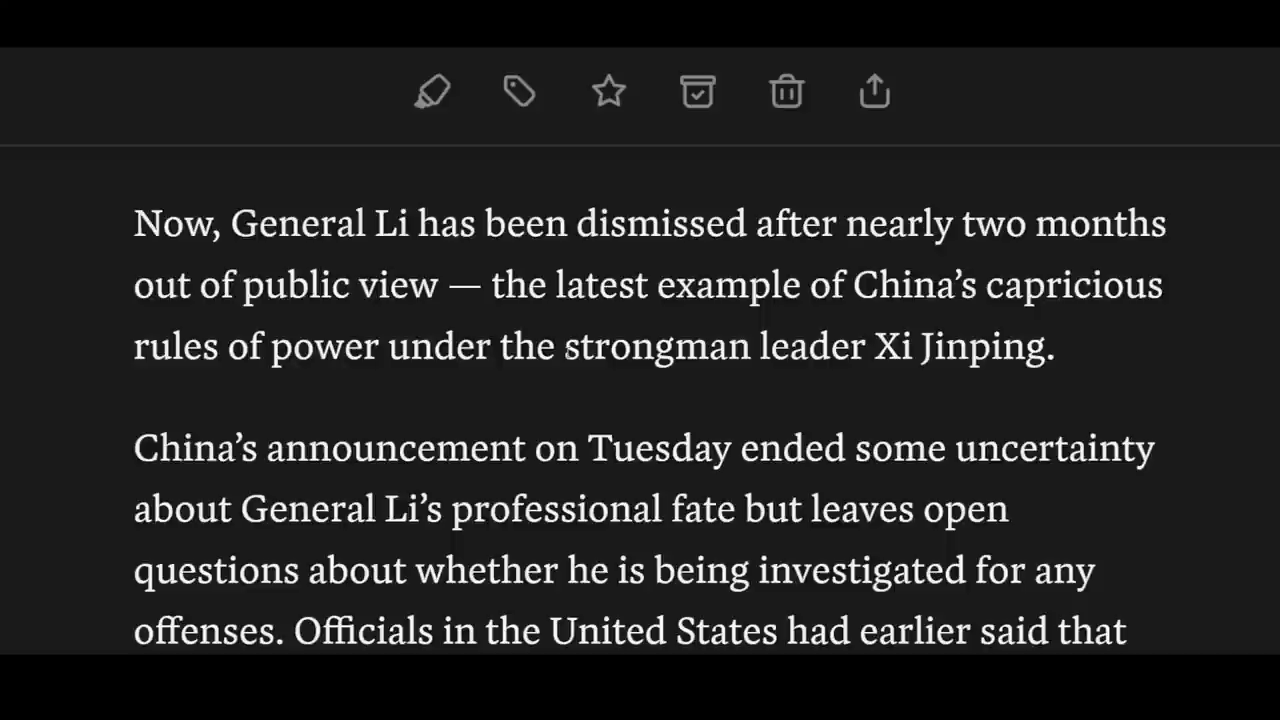 Now, General Li has been dismissed after nearly two months
out of public view — the latest example of China’s capricious
rules of power under the strongman leader Xi Jinping.
China’s announcement on Tuesday ended some uncertainty
about General Li’s professional fate but leaves open
questions about whether he is being investigated for any
offenses. Officials in the United States had earlier said that